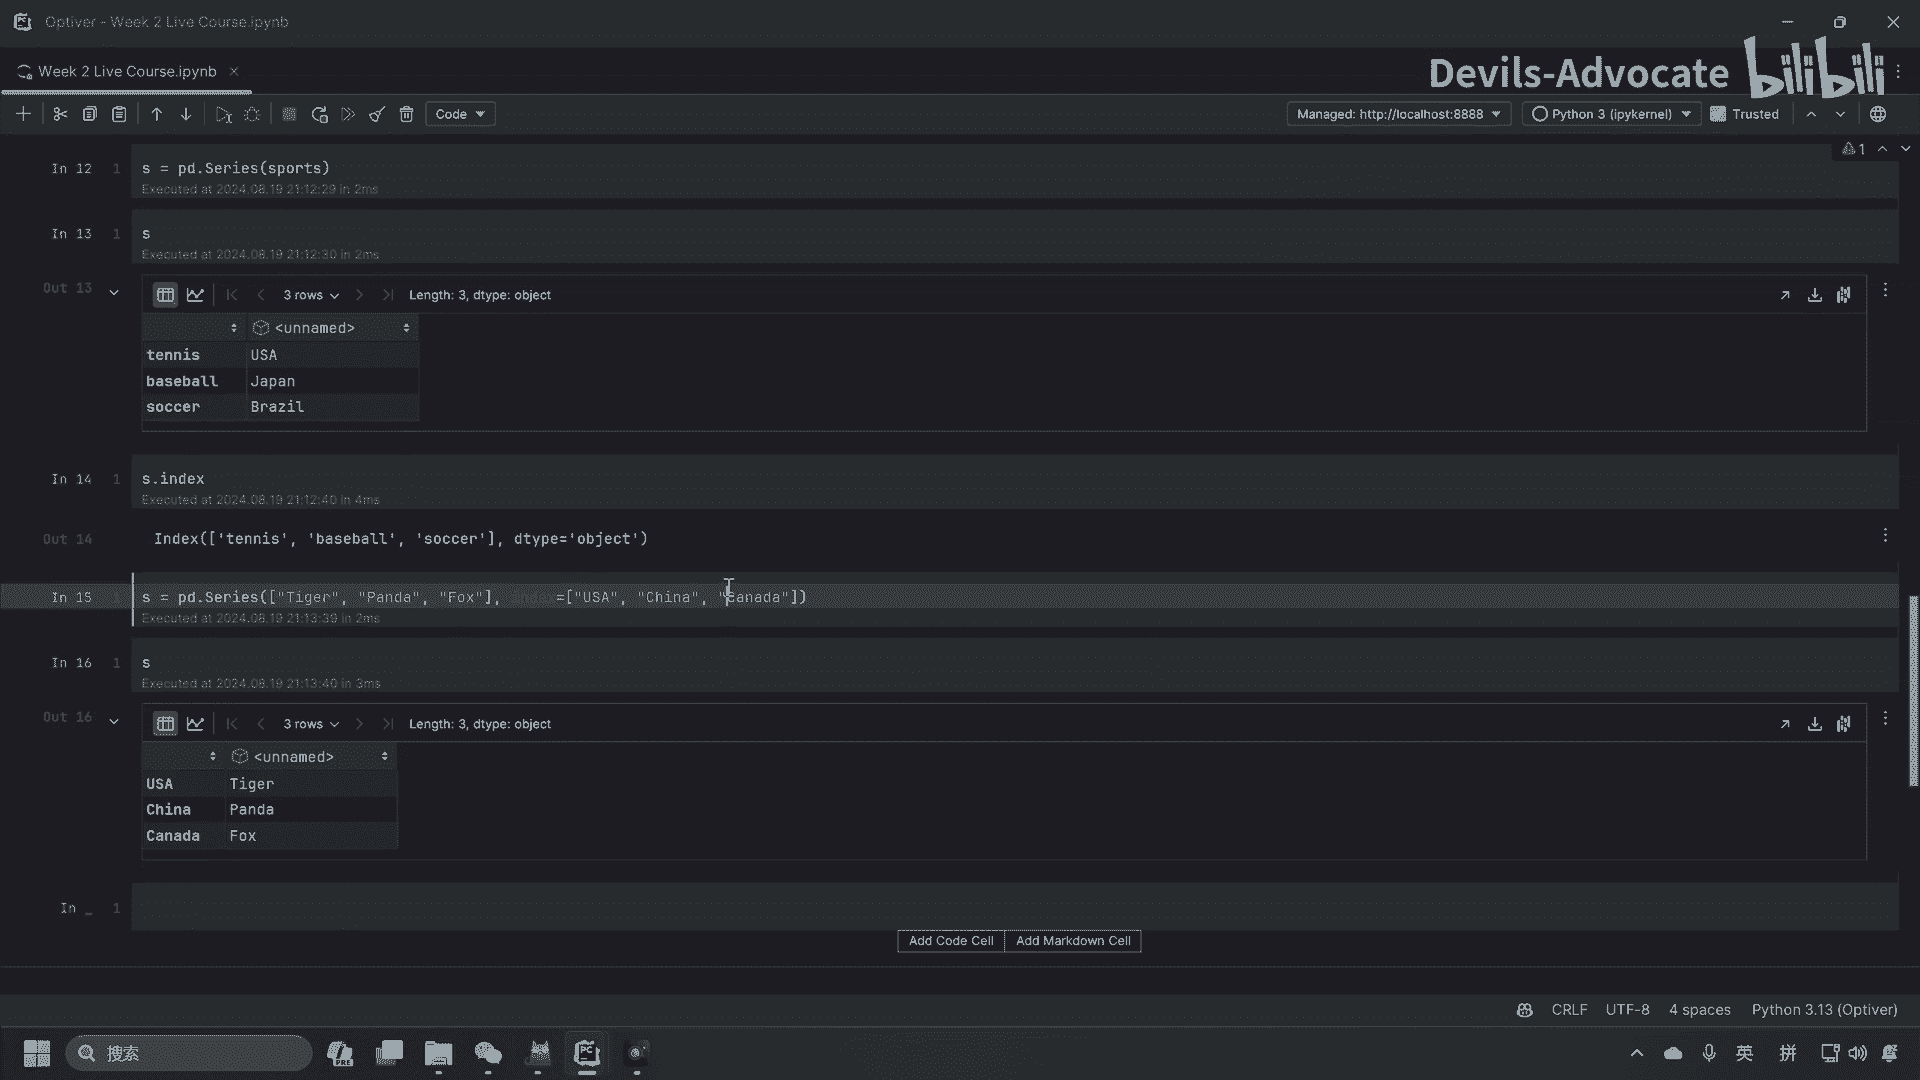 Optiver - Week 2 Live Course.ipynb
Week 2 Live Course.ipynb
Devils-Advocate bilibili
Code
Managed: http://localhost:8888
Python 3 (ipykernel)
Trusted
1
In 12 1 s = pd.Series(sports)
Executed at 2024.08.19 21:12:29 in 2ms
In 13 1 s
Executed at 2024.08.19 21:12:30 in 2ms
Out 13 3 rows Length: 3, dtype: object
<unnamed>
tennis USA
baseball Japan
soccer Brazil
In 14 1 s.index
Executed at 2024.08.19 21:12:40 in 4ms
Out 14 Index(['tennis', 'baseball', 'soccer'], dtype='object')
In 15 1 s = pd.Series(["Tiger", "Panda", "Fox"], index=["USA", "China", "Canada"])
Executed at 2024.08.19 21:13:39 in 2ms
In 16 1 s
Executed at 2024.08.19 21:13:40 in 3ms
Out 16 3 rows Length: 3, dtype: object
<unnamed>
USA Tiger
China Panda
Canada Fox
In _ 1
Add Code Cell Add Markdown Cell
CRLF UTF-8 4 spaces Python 3.13 (Optiver)
搜索 PRE PC 英 拼